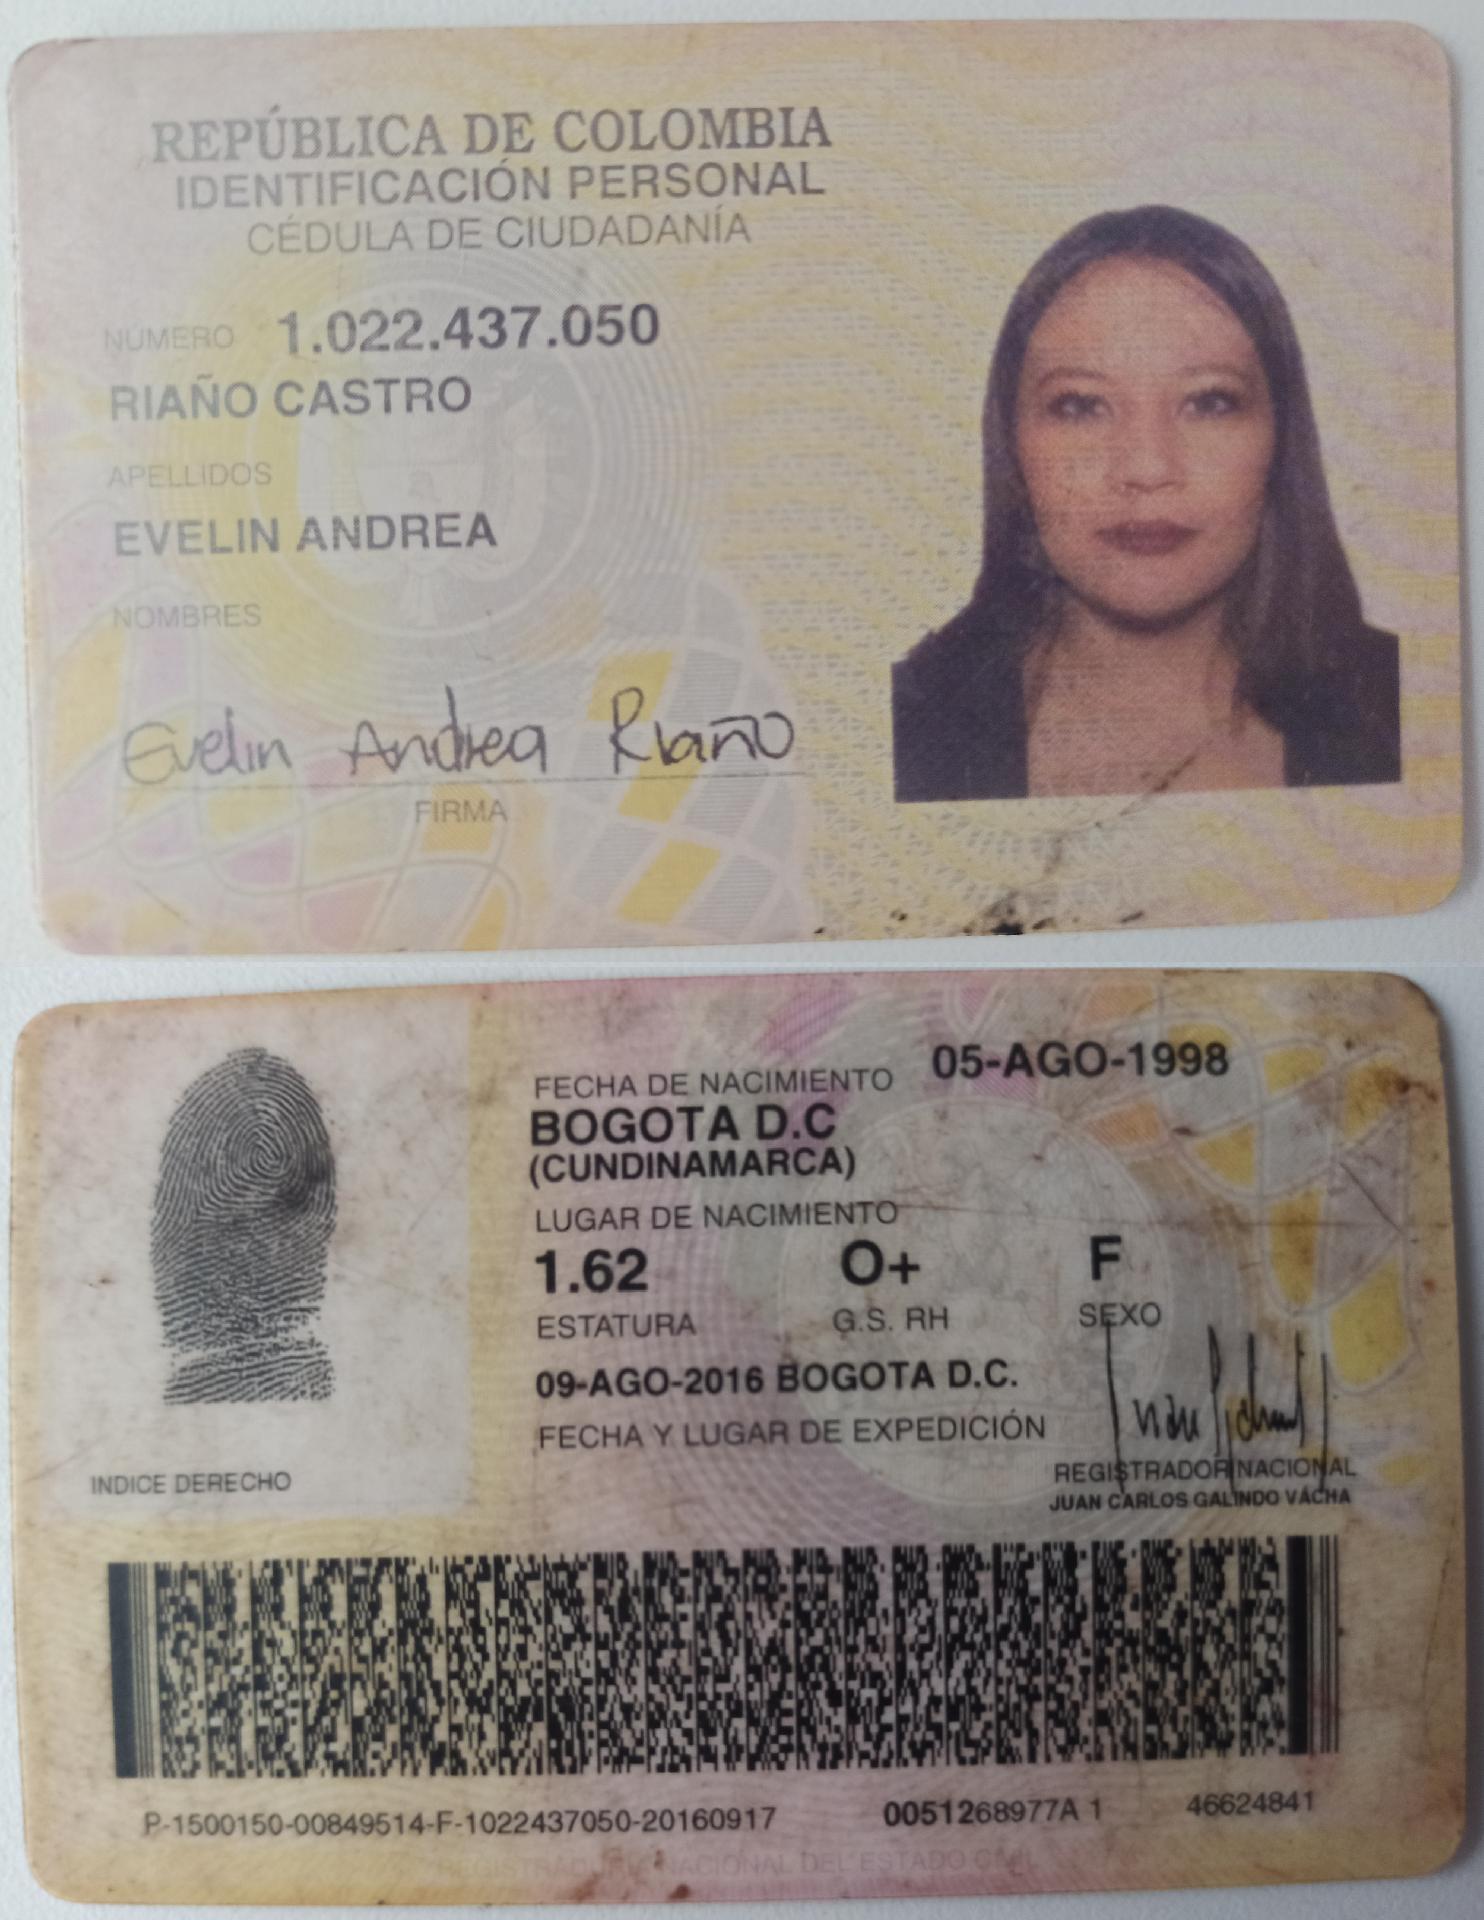 REPÚBLICA DE COLOMBIA
IDENTIFICACIÓN PERSONAL
CÉDULA DE CIUDADANÍA
NÚMERO 1.022.437.050
RIAÑO CASTRO
APELLIDOS
EVELIN ANDREA
NOMBRES
Evelin Andrea Riaño
FIRMA
FECHA DE NACIMIENTO 05-AGO-1998
BOGOTA D.C
(CUNDINAMARCA)
LUGAR DE NACIMIENTO
1.62 O+ F
ESTATURA G.S. RH SEXO
09-AGO-2016 BOGOTA D.C.
FECHA Y LUGAR DE EXPEDICIÓN
INDICE DERECHO
REGISTRADOR NACIONAL
JUAN CARLOS GALINDO VÁCHA
P-1500150-00849514-F-1022437050-20160917 0051268977A 1 46624841
REGISTRADURIA NACIONAL DEL ESTADO CIVIL